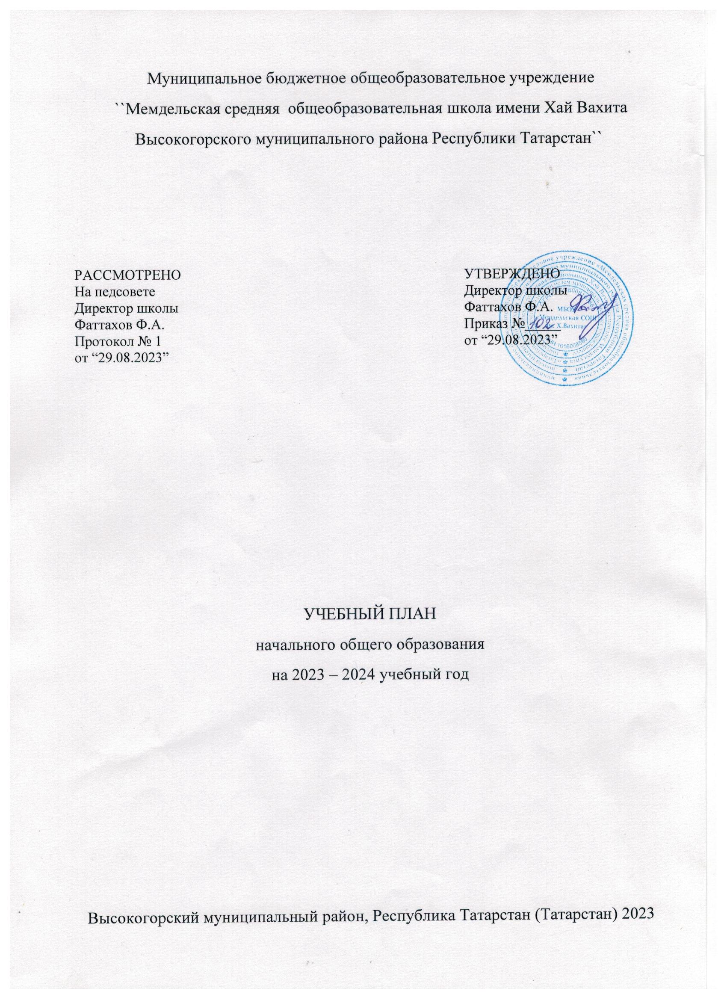 Муниципальное бюджетное общеобразовательное учреждение
``Мемдельская средняя общеобразовательная школа имени Хай Вахита
Высокогорского муниципального района Республики Татарстан``
РАССМОТРЕНО
На педсовете
Директор школы
Фаттахов Ф.А.
Протокол № 1
от “29.08.2023”
УТВЕРЖДЕНО
Директор школы
Фаттахов Ф.А.
Приказ № 102
от “29.08.2023”
УЧЕБНЫЙ ПЛАН
начального общего образования
на 2023 – 2024 учебный год
Высокогорский муниципальный район, Республика Татарстан (Татарстан) 2023